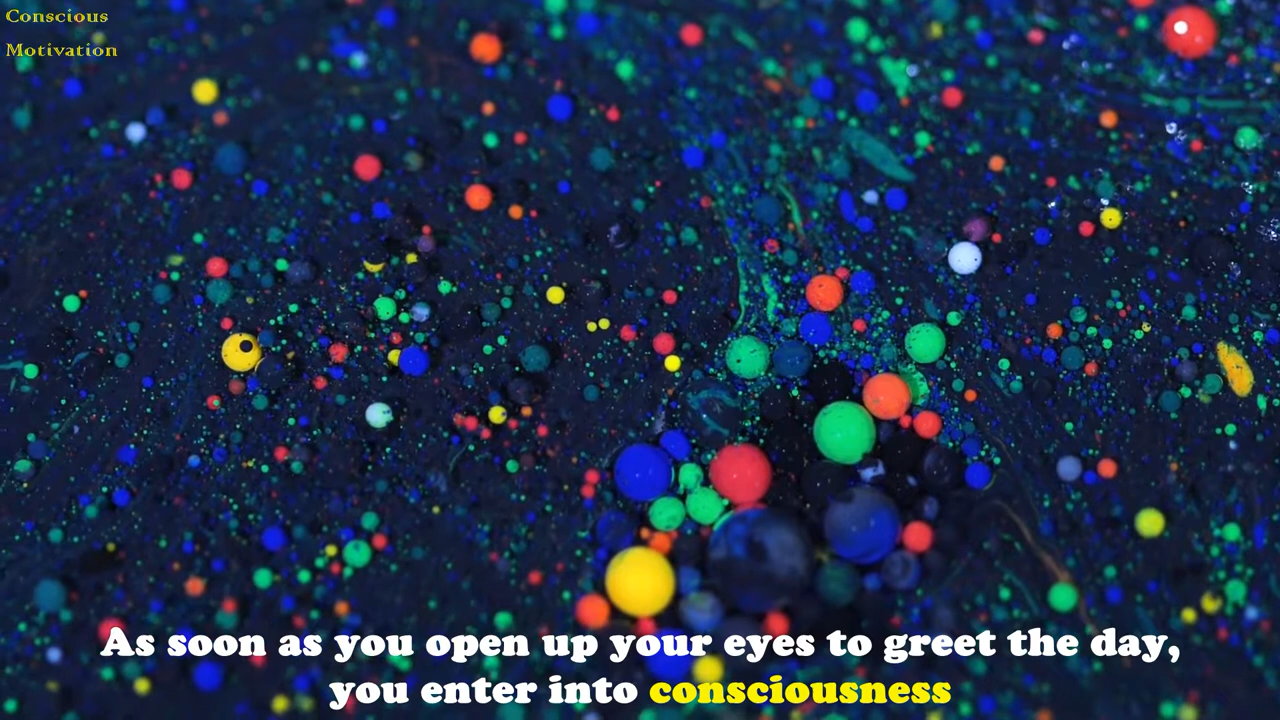 Conscious
Motivation
As soon as you open up your eyes to greet the day,
you enter into consciousness